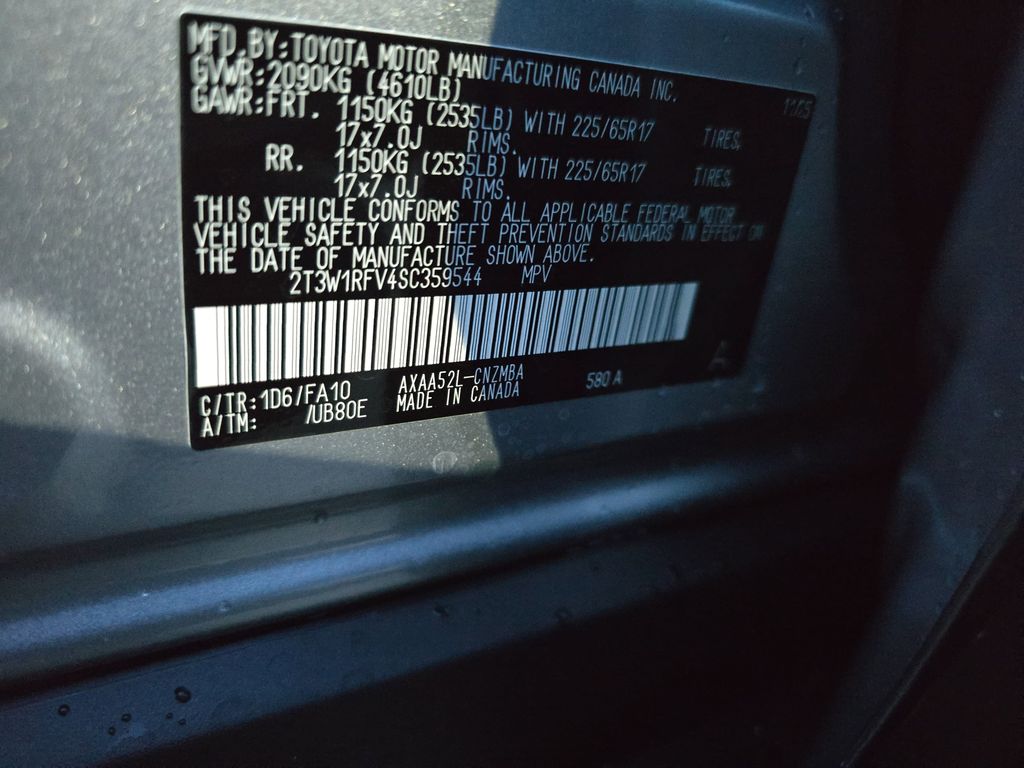 MFD. BY: TOYOTA MOTOR MANUFACTURING CANADA INC.
GVWR: 2090KG (4610LB)
GAWR: FRT. 1150KG (2535LB) WITH 225/65R17 TIRES,
17x7.0J RIMS.
RR. 1150KG (2535LB) WITH 225/65R17 TIRES,
17x7.0J RIMS.
THIS VEHICLE CONFORMS TO ALL APPLICABLE FEDERAL MOTOR
VEHICLE SAFETY AND THEFT PREVENTION STANDARDS IN EFFECT ON
THE DATE OF MANUFACTURE SHOWN ABOVE.
2T3W1RFV4SC359544 MPV
C/TR: 1D6/FA10 AXAA52L-CNZMBA 580 A
A/TM: /UB80E MADE IN CANADA
A